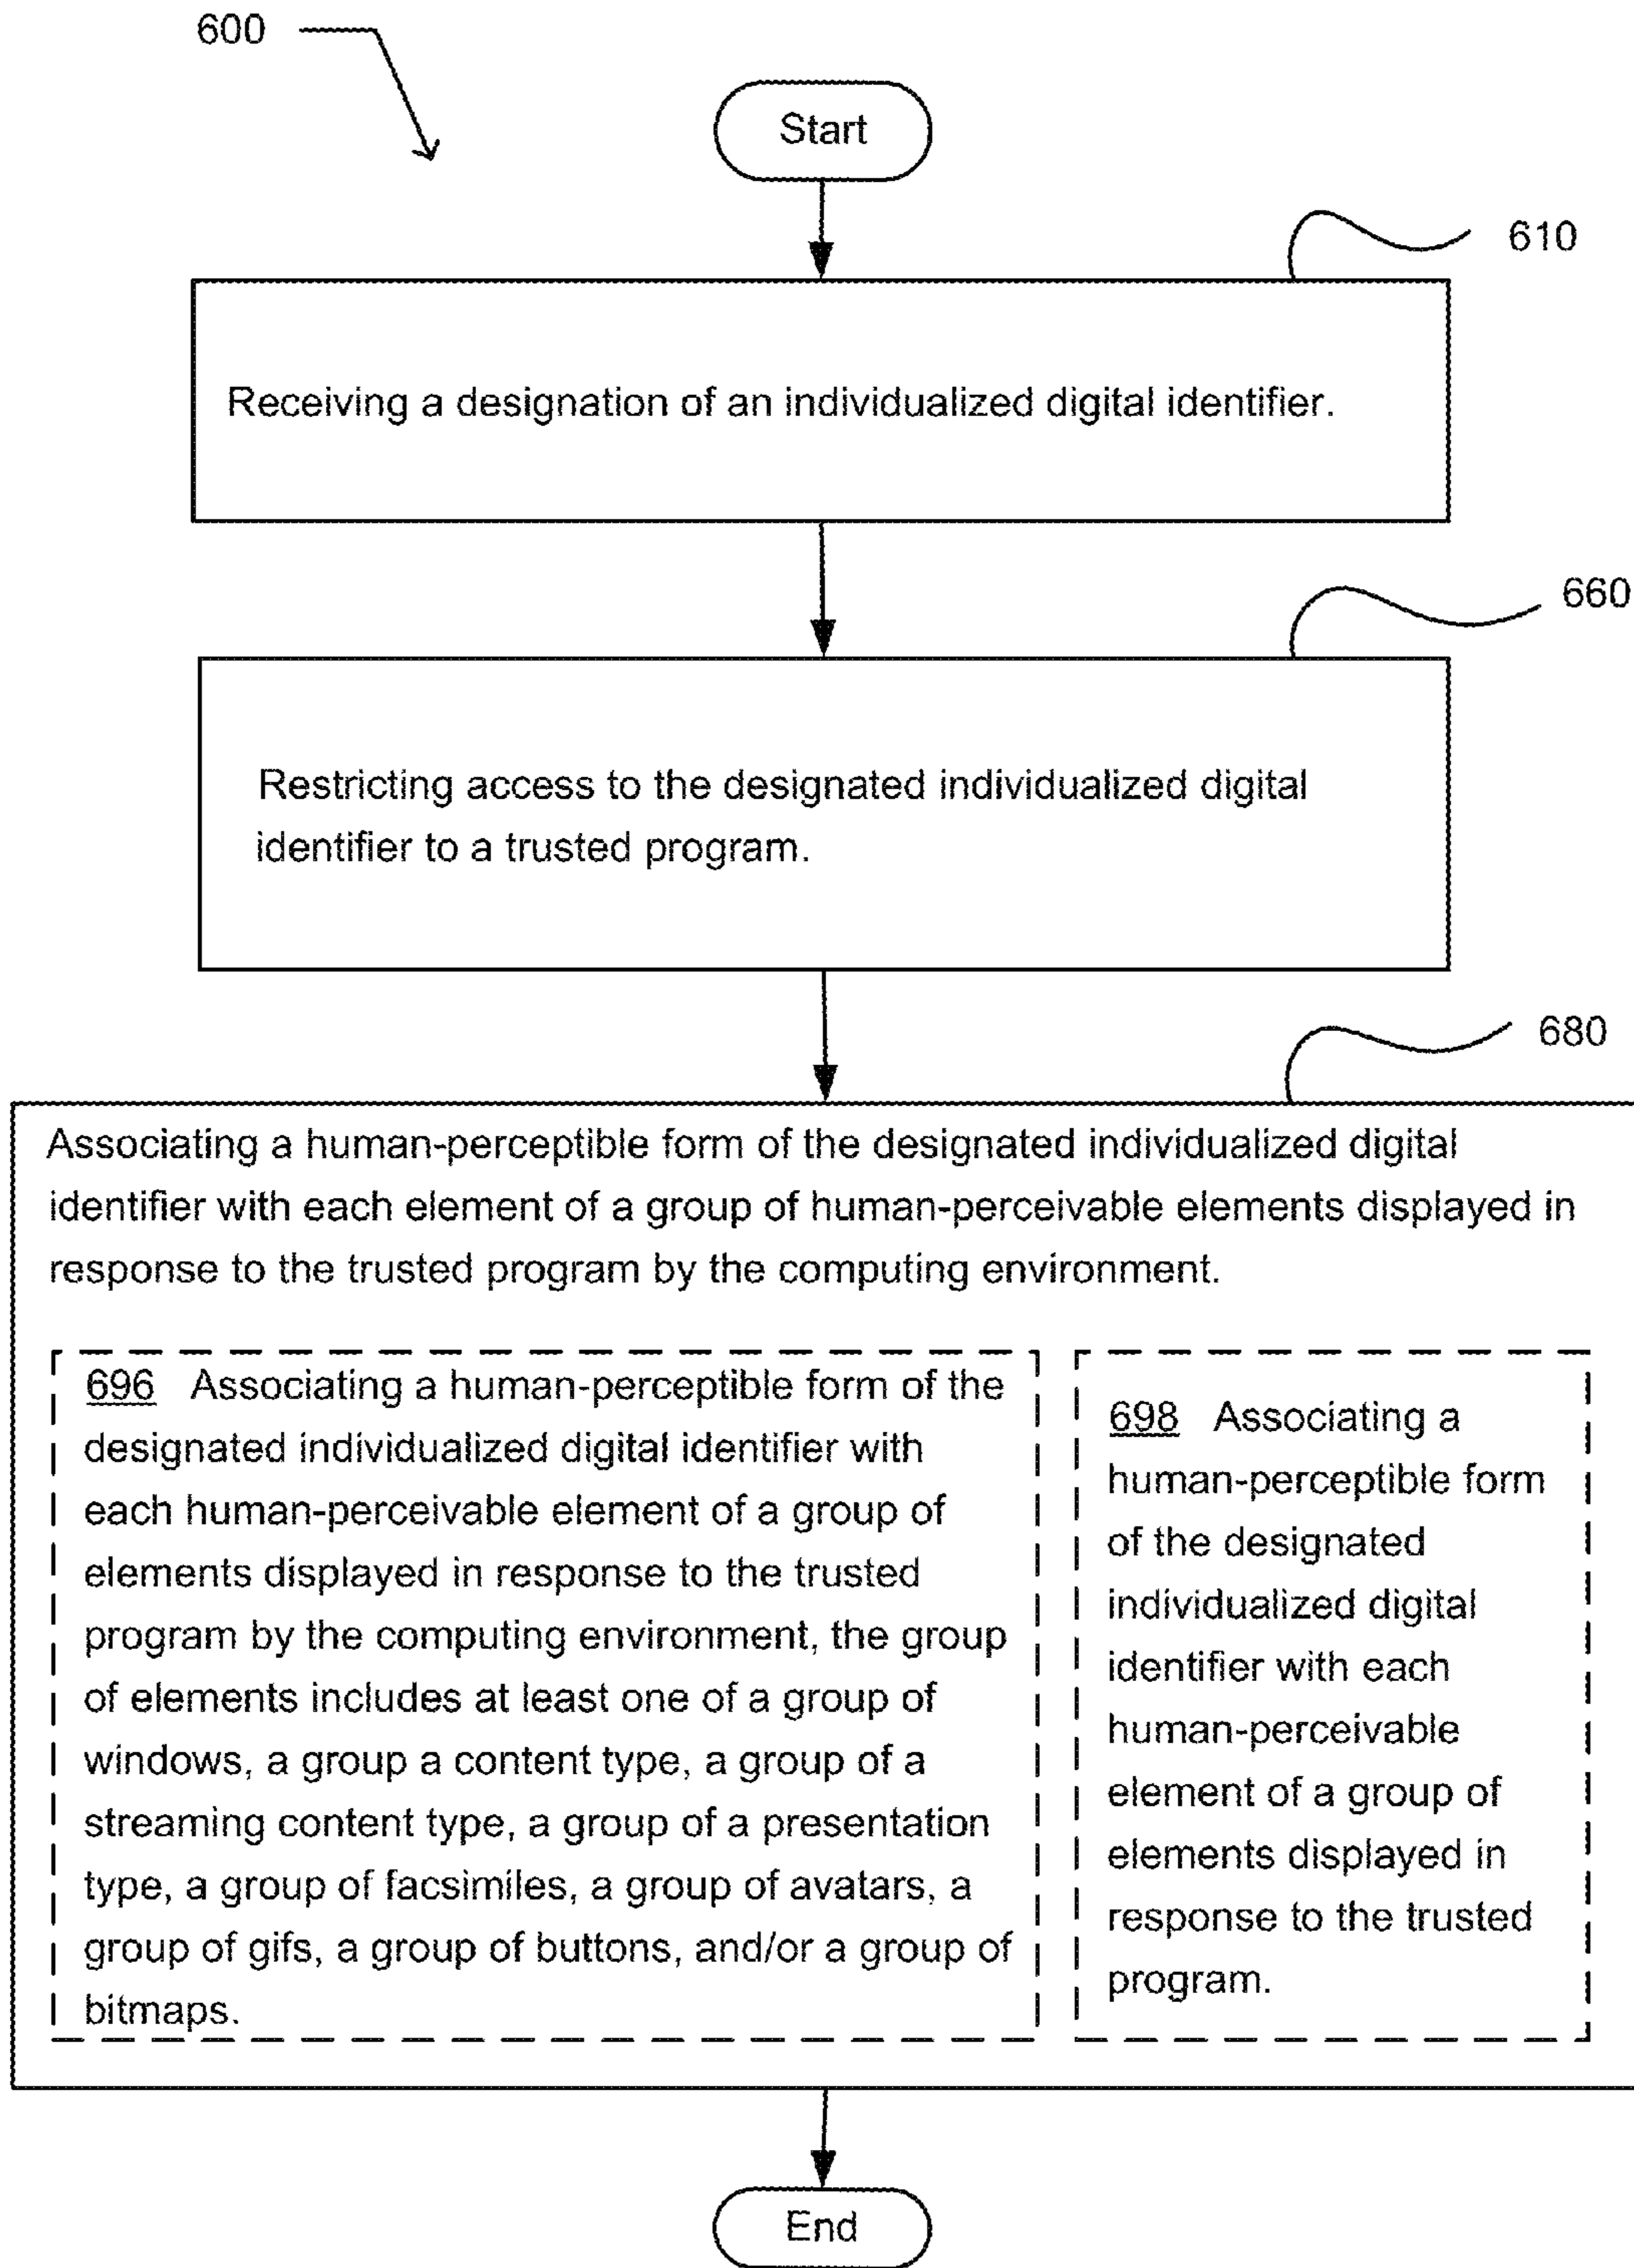 600
Start
610
Receiving a designation of an individualized digital identifier.
660
Restricting access to the designated individualized digital
identifier to a trusted program.
680
Associating a human-perceptible form of the designated individualized digital
identifier with each element of a group of human-perceivable elements displayed in
response to the trusted program by the computing environment.
696 Associating a human-perceptible form of the
designated individualized digital identifier with
each human-perceivable element of a group of
elements displayed in response to the trusted
program by the computing environment, the group
of elements includes at least one of a group of
windows, a group a content type, a group of a
streaming content type, a group of a presentation
type, a group of facsimiles, a group of avatars, a
group of gifs, a group of buttons, and/or a group of
bitmaps.
698 Associating a
human-perceptible form
of the designated
individualized digital
identifier with each
human-perceivable
element of a group of
elements displayed in
response to the trusted
program.
End